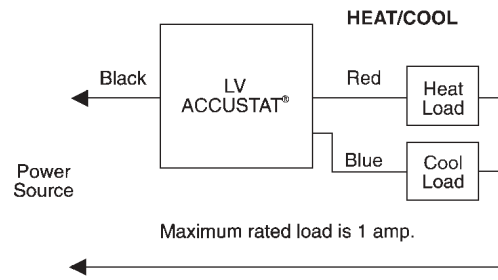 HEAT/COOL
Black
LV
ACCUSTAT®
Red
Heat
Load
Blue
Cool
Load
Power
Source
Maximum rated load is 1 amp.